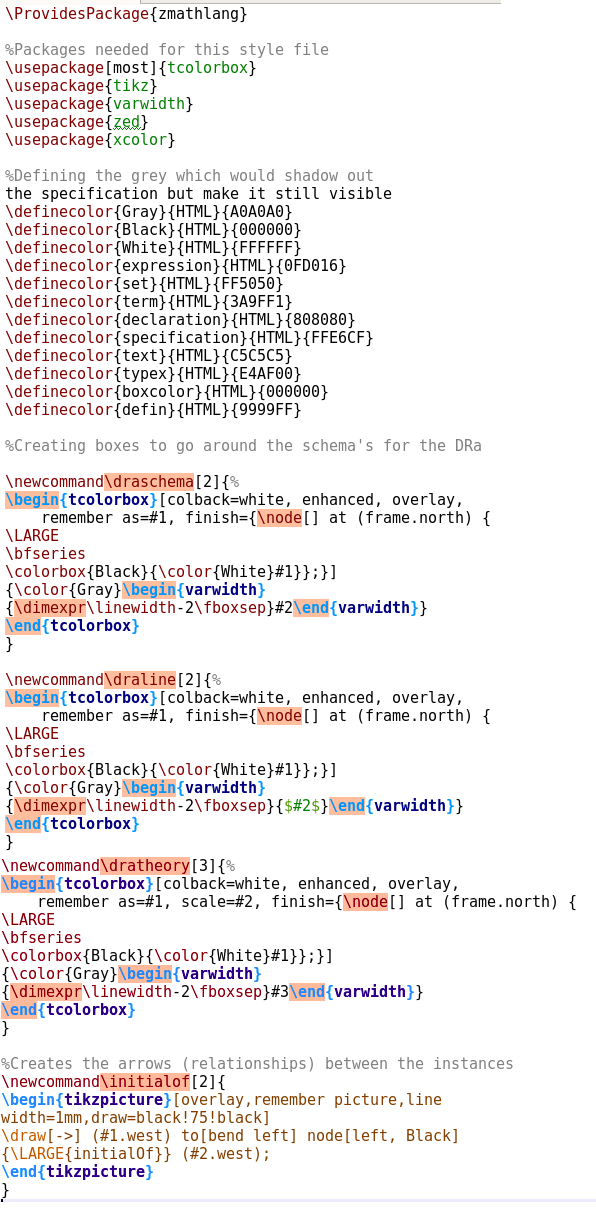 \ProvidesPackage{zmathlang}
%Packages needed for this style file
\usepackage[most]{tcolorbox}
\usepackage{tikz}
\usepackage{varwidth}
\usepackage{zed}
\usepackage{xcolor}
%Defining the grey which would shadow out
the specification but make it still visible
\definecolor{Gray}{HTML}{A0A0A0}
\definecolor{Black}{HTML}{000000}
\definecolor{White}{HTML}{FFFFFF}
\definecolor{expression}{HTML}{0FD016}
\definecolor{set}{HTML}{FF5050}
\definecolor{term}{HTML}{3A9FF1}
\definecolor{declaration}{HTML}{808080}
\definecolor{specification}{HTML}{FFE6CF}
\definecolor{text}{HTML}{C5C5C5}
\definecolor{typex}{HTML}{E4AF00}
\definecolor{boxcolor}{HTML}{000000}
\definecolor{defin}{HTML}{9999FF}
%Creating boxes to go around the schema's for the DRa
\newcommand\draschema[2]{%
\begin{tcolorbox}[colback=white, enhanced, overlay,
    remember as=#1, finish={\node[] at (frame.north) {
\LARGE
\bfseries
\colorbox{Black}{\color{White}#1}};}]
{\color{Gray}\begin{varwidth}
{\dimexpr\linewidth-2\fboxsep}#2\end{varwidth}}
\end{tcolorbox}
}
\newcommand\draline[2]{%
\begin{tcolorbox}[colback=white, enhanced, overlay,
    remember as=#1, finish={\node[] at (frame.north) {
\LARGE
\bfseries
\colorbox{Black}{\color{White}#1}};}]
{\color{Gray}\begin{varwidth}
{\dimexpr\linewidth-2\fboxsep}{$#2$}\end{varwidth}}
\end{tcolorbox}
}
\newcommand\dratheory[3]{%
\begin{tcolorbox}[colback=white, enhanced, overlay,
    remember as=#1, scale=#2, finish={\node[] at (frame.north) {
\LARGE
\bfseries
\colorbox{Black}{\color{White}#1}};}]
{\color{Gray}\begin{varwidth}
{\dimexpr\linewidth-2\fboxsep}#3\end{varwidth}}
\end{tcolorbox}
}
%Creates the arrows (relationships) between the instances
\newcommand\initialof[2]{
\begin{tikzpicture}[overlay,remember picture,line
width=1mm,draw=black!75!black]
\draw[->] (#1.west) to[bend left] node[left, Black]
{\LARGE{initialOf}} (#2.west);
\end{tikzpicture}
}